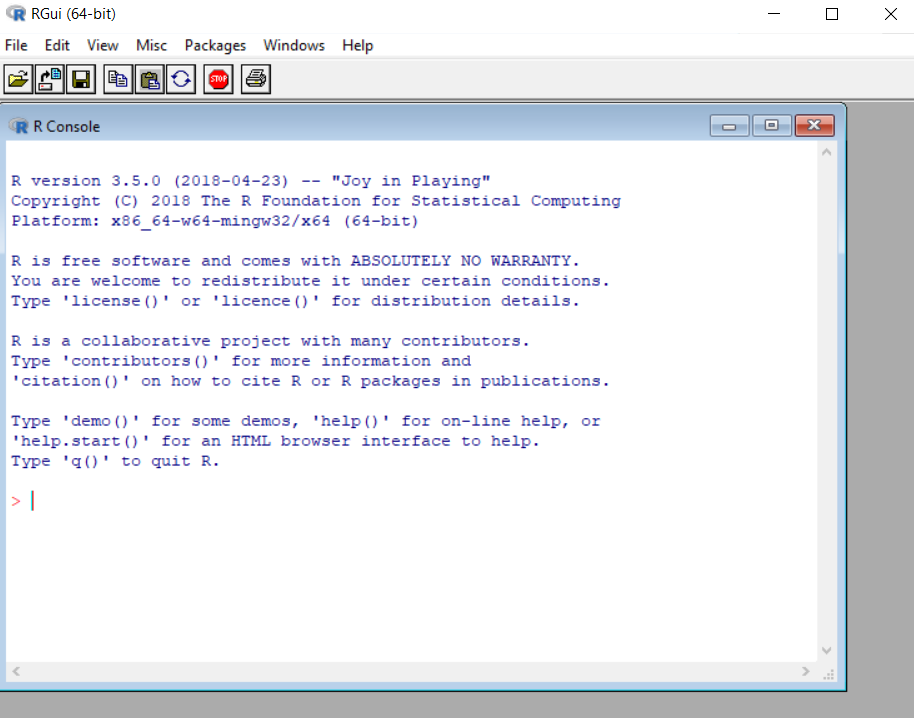 RGui (64-bit)
File Edit View Misc Packages Windows Help
STOP
R Console
R version 3.5.0 (2018-04-23) -- "Joy in Playing"
Copyright (C) 2018 The R Foundation for Statistical Computing
Platform: x86_64-w64-mingw32/x64 (64-bit)
R is free software and comes with ABSOLUTELY NO WARRANTY.
You are welcome to redistribute it under certain conditions.
Type 'license()' or 'licence()' for distribution details.
R is a collaborative project with many contributors.
Type 'contributors()' for more information and
'citation()' on how to cite R or R packages in publications.
Type 'demo()' for some demos, 'help()' for on-line help, or
'help.start()' for an HTML browser interface to help.
Type 'q()' to quit R.
>